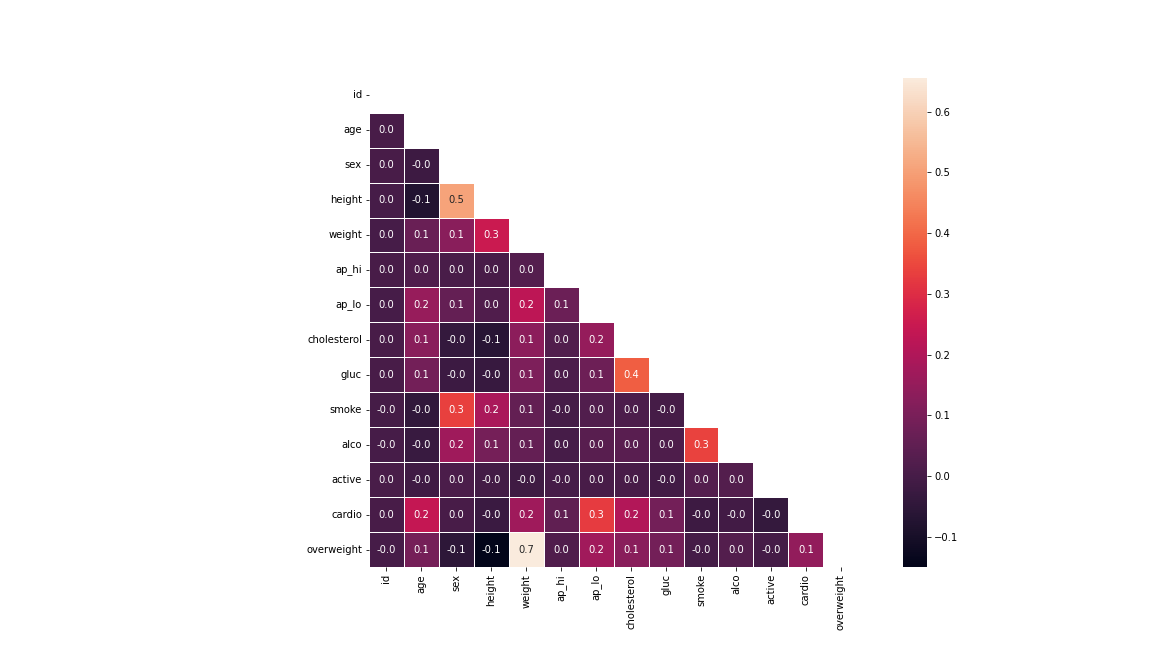 id
age 0.0
sex 0.0 -0.0
height 0.0 -0.1 0.5
weight 0.0 0.1 0.1 0.3
ap_hi 0.0 0.0 0.0 0.0 0.0
ap_lo 0.0 0.2 0.1 0.0 0.2 0.1
cholesterol 0.0 0.1 -0.0 -0.1 0.1 0.0 0.2
gluc 0.0 0.1 -0.0 -0.0 0.1 0.0 0.1 0.4
smoke -0.0 -0.0 0.3 0.2 0.1 -0.0 0.0 0.0 -0.0
alco -0.0 -0.0 0.2 0.1 0.1 0.0 0.0 0.0 0.0 0.3
active 0.0 -0.0 0.0 -0.0 -0.0 -0.0 0.0 0.0 -0.0 0.0 0.0
cardio 0.0 0.2 0.0 -0.0 0.2 0.1 0.3 0.2 0.1 -0.0 -0.0 -0.0
overweight -0.0 0.1 -0.1 -0.1 0.7 0.0 0.2 0.1 0.1 -0.0 0.0 -0.0 0.1
id age sex height weight ap_hi ap_lo cholesterol gluc smoke alco active cardio overweight
0.6
0.5
0.4
0.3
0.2
0.1
0.0
−0.1